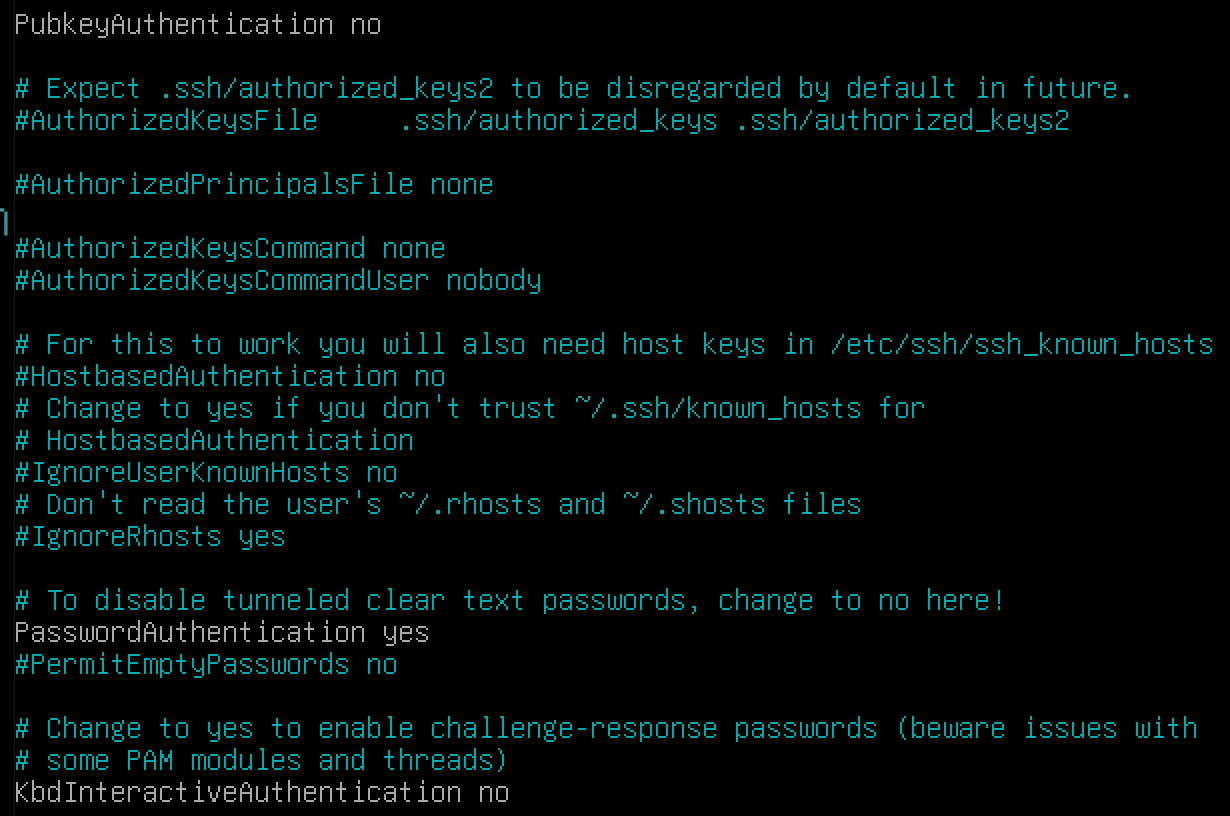 PubkeyAuthentication no
# Expect .ssh/authorized_keys2 to be disregarded by default in future.
#AuthorizedKeysFile     .ssh/authorized_keys .ssh/authorized_keys2
#AuthorizedPrincipalsFile none
#AuthorizedKeysCommand none
#AuthorizedKeysCommandUser nobody
# For this to work you will also need host keys in /etc/ssh/ssh_known_hosts
#HostbasedAuthentication no
# Change to yes if you don't trust ~/.ssh/known_hosts for
# HostbasedAuthentication
#IgnoreUserKnownHosts no
# Don't read the user's ~/.rhosts and ~/.shosts files
#IgnoreRhosts yes
# To disable tunneled clear text passwords, change to no here!
PasswordAuthentication yes
#PermitEmptyPasswords no
# Change to yes to enable challenge-response passwords (beware issues with
# some PAM modules and threads)
KbdInteractiveAuthentication no